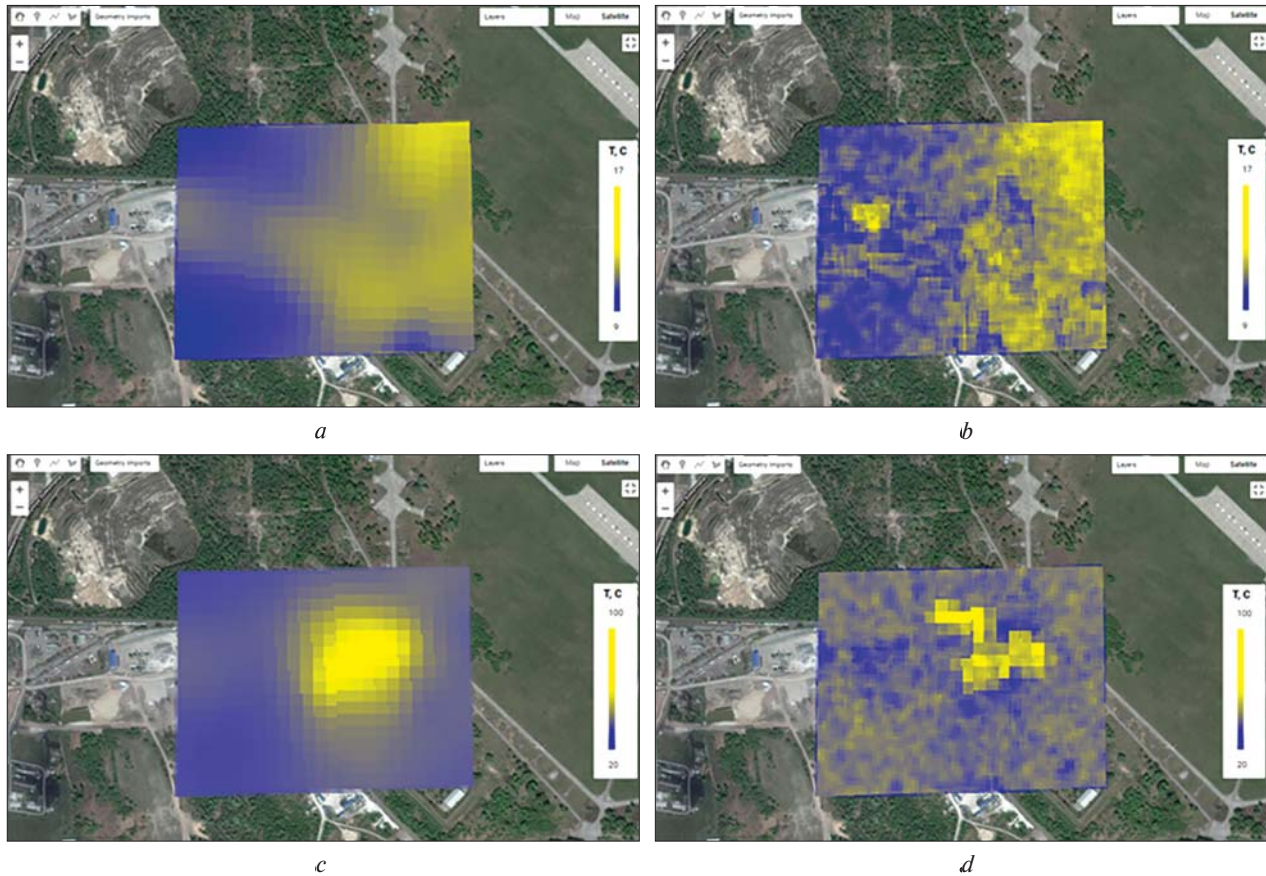 Geometry Imports
Layers
Map
Satellite
T, C
17
9
a
Geometry Imports
Layers
Map
Satellite
T, C
17
9
b
Geometry Imports
Layers
Map
Satellite
T, C
100
20
c
Geometry Imports
Layers
Map
Satellite
T, C
100
20
d